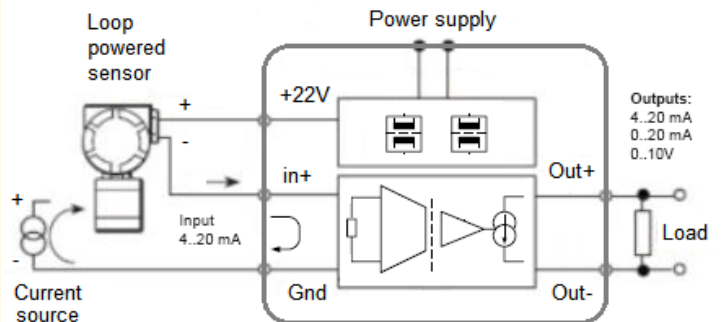 Loop
powered
sensor
Power supply
+
-
+22V
Outputs:
4..20 mA
0..20 mA
0..10V
in+
Out+
+
-
Input
4..20 mA
Load
Gnd
Out-
Current
source